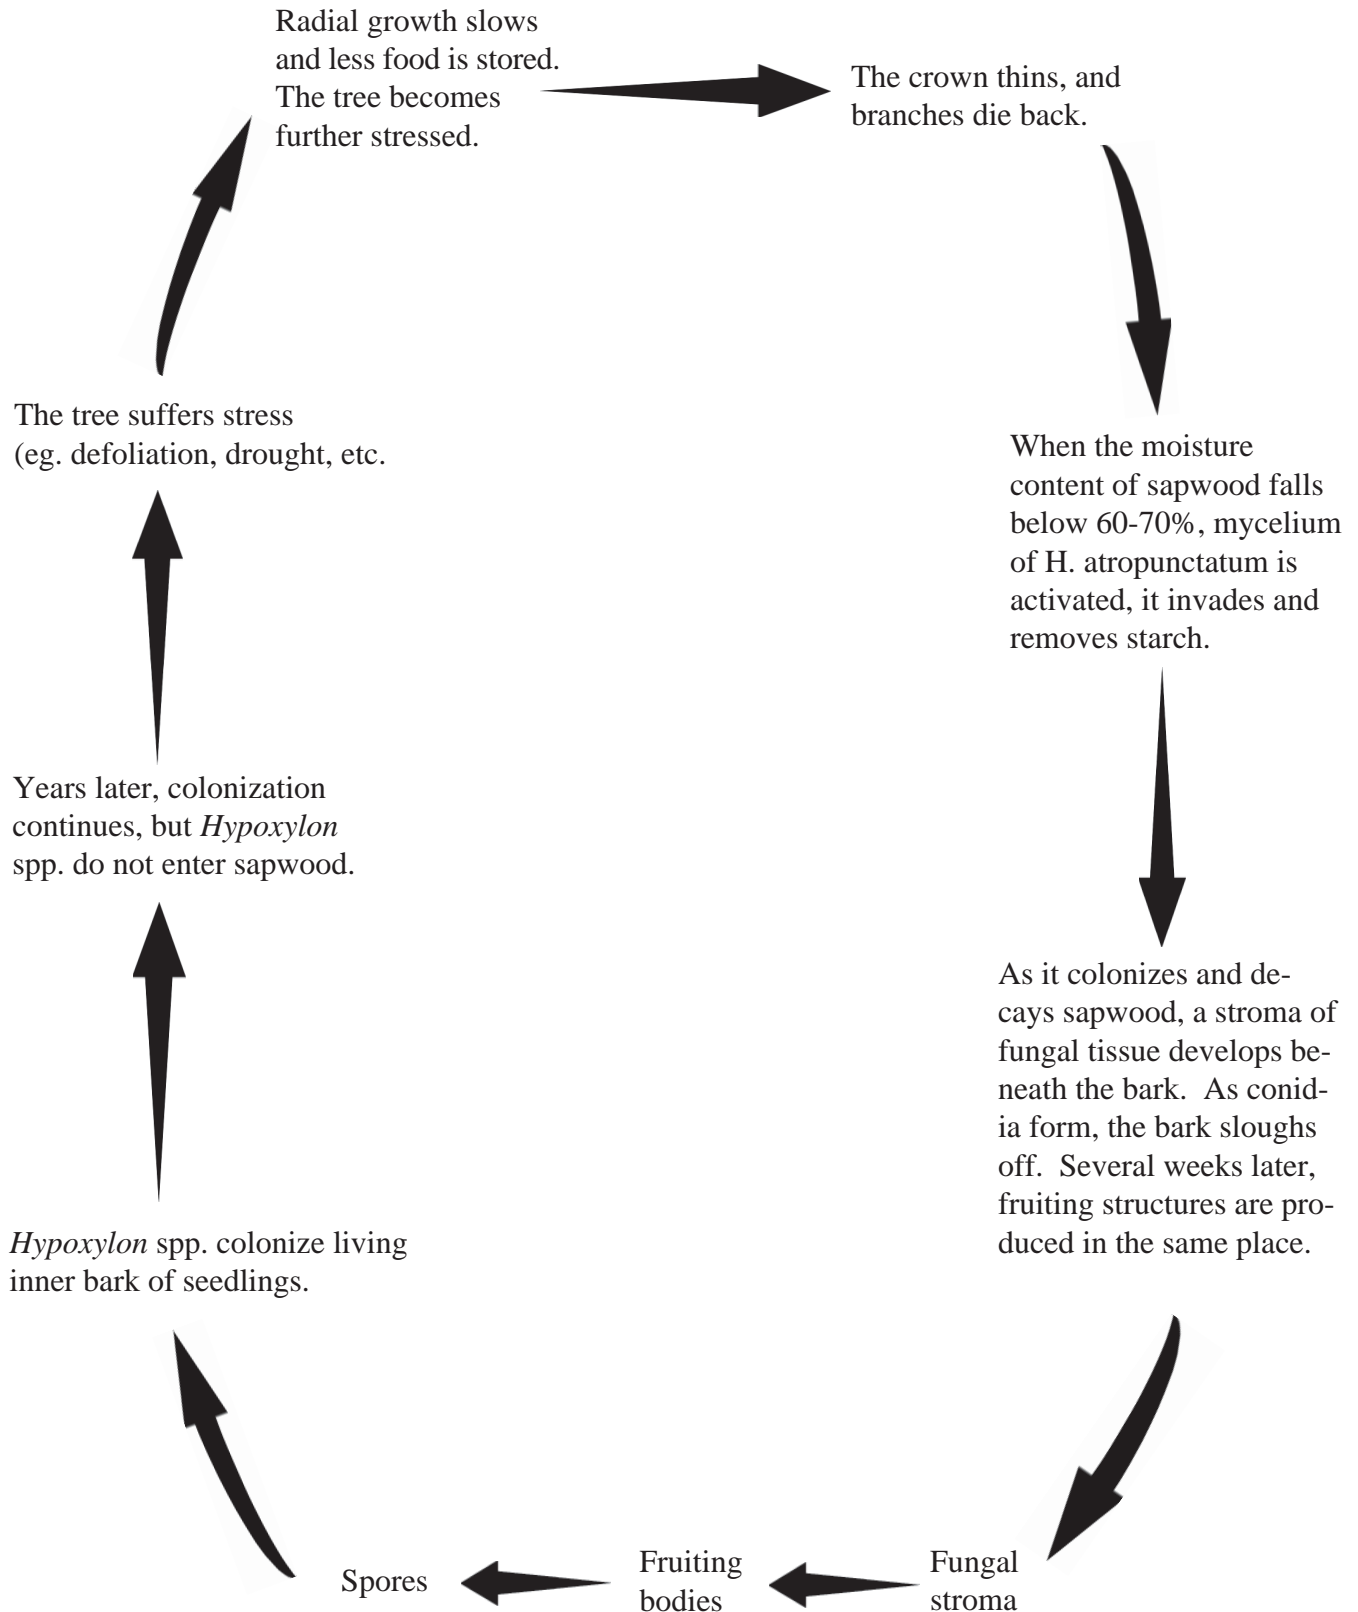 Radial growth slows
and less food is stored.
The tree becomes
further stressed.
The crown thins, and
branches die back.
When the moisture
content of sapwood falls
below 60-70%, mycelium
of H. atropunctatum is
activated, it invades and
removes starch.
As it colonizes and de-
cays sapwood, a stroma of
fungal tissue develops be-
neath the bark.  As conid-
ia form, the bark sloughs
off.  Several weeks later,
fruiting structures are pro-
duced in the same place.
Fungal
stroma
Fruiting
bodies
Spores
Hypoxylon spp. colonize living
inner bark of seedlings.
Years later, colonization
continues, but Hypoxylon
spp. do not enter sapwood.
The tree suffers stress
(eg. defoliation, drought, etc.